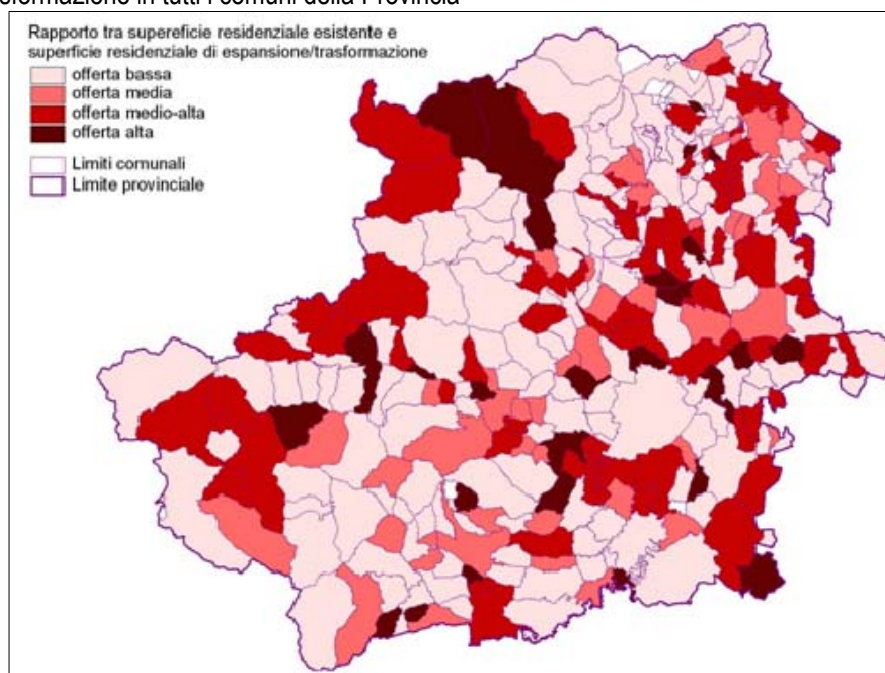 sformazione in tutti i comuni della Provincia
Rapporto tra supereficie residenziale esistente e
superficie residenziale di espansione/trasformazione
offerta bassa
offerta media
offerta medio-alta
offerta alta
Limiti comunali
Limite provinciale